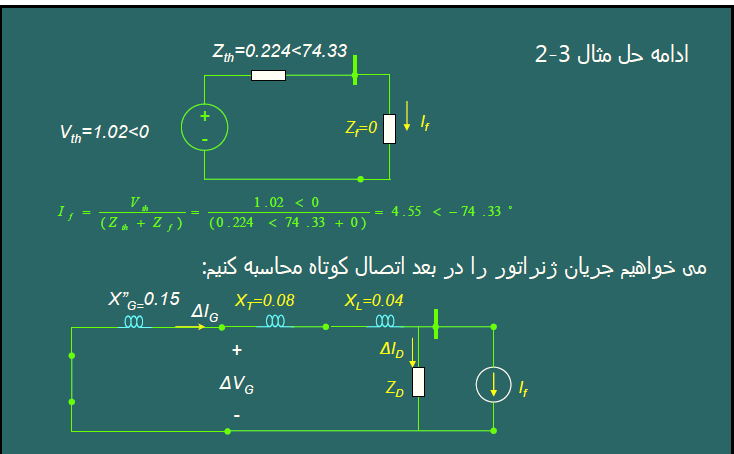 ادامه حل مثال 3-2
Zth=0.224<74.33
Vth=1.02<0
+
-
Zf=0
If
If = Vth / (Zth + Zf) = 1.02 < 0 / (0.224 < 74.33 + 0) = 4.55 < -74.33 °
می خواهیم جریان ژنراتور را در بعد اتصال کوتاه محاسبه کنیم:
X”G=0.15
ΔIG
XT=0.08
XL=0.04
+
ΔVG
-
ΔID
ZD
If